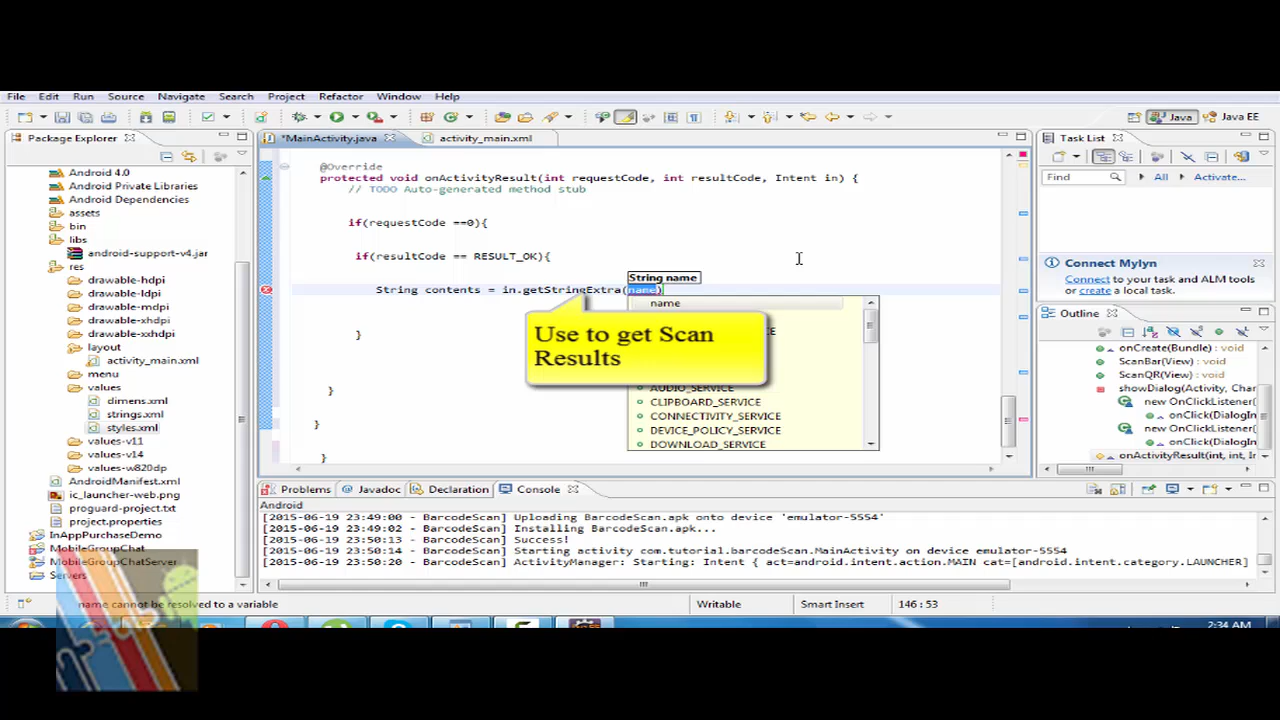 File Edit Run Source Navigate Search Project Refactor Window Help
Java Java EE
Package Explorer
*MainActivity.java activity_main.xml
Task List
Android 4.0
Android Private Libraries
Android Dependencies
assets
bin
libs
android-support-v4.jar
res
drawable-hdpi
drawable-ldpi
drawable-mdpi
drawable-xhdpi
drawable-xxhdpi
layout
activity_main.xml
menu
values
dimens.xml
strings.xml
styles.xml
values-v11
values-v14
values-w820dp
AndroidManifest.xml
ic_launcher-web.png
proguard-project.txt
project.properties
InAppPurchaseDemo
MobileGroupChat
MobileGroupChatServer
Servers
@Override
protected void onActivityResult(int requestCode, int resultCode, Intent in) {
// TODO Auto-generated method stub
if(requestCode ==0){
if(resultCode == RESULT_OK){
String name
String contents = in.getStringExtra(name)
name
Use to get Scan
Results
AUDIO_SERVICE
CLIPBOARD_SERVICE
CONNECTIVITY_SERVICE
DEVICE_POLICY_SERVICE
DOWNLOAD_SERVICE
}
}
}
}
Find All Activate...
Connect Mylyn
Connect to your task and ALM tools
or create a local task.
Outline
onCreate(Bundle) : void
ScanBar(View) : void
ScanQR(View) : void
showDialog(Activity, Char
new OnClickListener(
onClick(DialogIn
new OnClickListener(
onClick(DialogIn
onActivityResult(int, int, In
Problems Javadoc Declaration Console
Android
[2015-06-19 23:49:00 - BarcodeScan] Uploading BarcodeScan.apk onto device 'emulator-5554'
[2015-06-19 23:49:02 - BarcodeScan] Installing BarcodeScan.apk...
[2015-06-19 23:50:13 - BarcodeScan] Success!
[2015-06-19 23:50:14 - BarcodeScan] Starting activity com.tutorial.barcodeScan.MainActivity on device emulator-5554
[2015-06-19 23:50:20 - BarcodeScan] ActivityManager: Starting: Intent { act=android.intent.action.MAIN cat=[android.intent.category.LAUNCHER]
name cannot be resolved to a variable Writable Smart Insert 146 : 53
2:34 AM